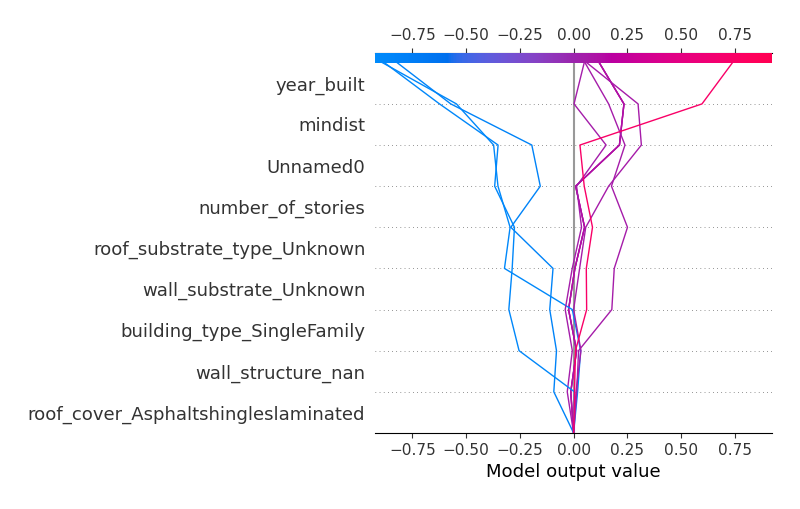 −0.75 −0.50 −0.25 0.00 0.25 0.50 0.75
year_built
mindist
Unnamed0
number_of_stories
roof_substrate_type_Unknown
wall_substrate_Unknown
building_type_SingleFamily
wall_structure_nan
roof_cover_Asphaltshingleslaminated
−0.75 −0.50 −0.25 0.00 0.25 0.50 0.75
Model output value